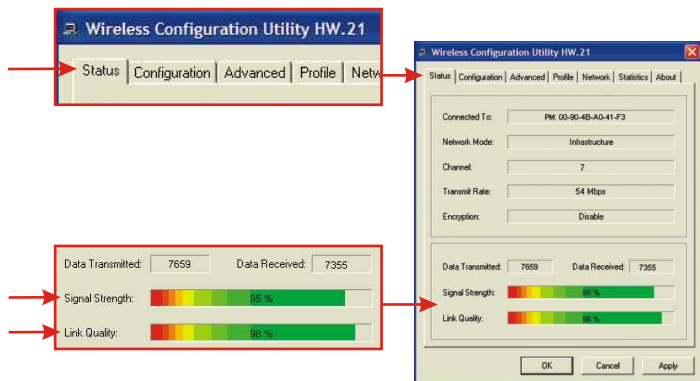 Wireless Configuration Utility HW.21
Status Configuration Advanced Profile
Data Transmitted: 7659 Data Received: 7355
Signal Strength: 95 %
Link Quality: 98 %
Wireless Configuration Utility HW.21
Status Configuration Advanced Profile Network Statistics About
Connected To: PM: 00-90-4B-A0-41-F3
Network Mode: Infrastructure
Channel: 7
Transmit Rate: 54 Mbps
Encryption: Disable
Data Transmitted: 7659 Data Received: 7355
Signal Strength: 95 %
Link Quality: 98 %
OK Cancel Apply